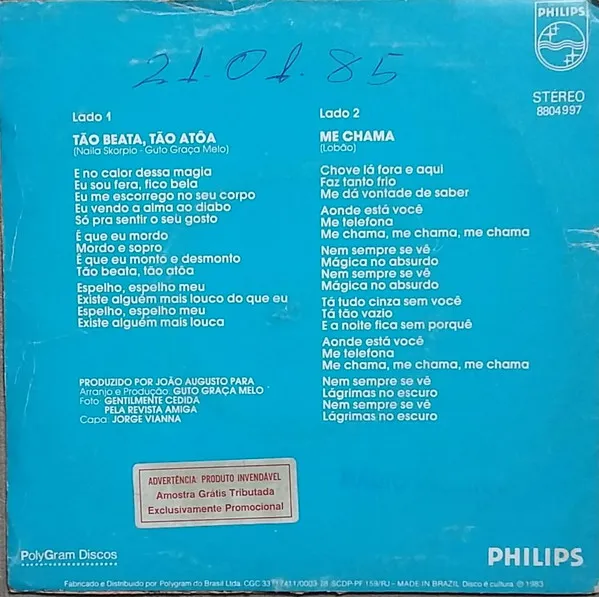 21.01.85
PHILIPS
STEREO
8804997
Lado 1
TÃO BEATA, TÃO ATÔA
(Naila Skorpio - Guto Graça Melo)
E no calor dessa magia
Eu sou fera, fico bela
Eu me escorrego no seu corpo
Eu vendo a alma ao diabo
Só pra sentir o seu gosto
É que eu mordo
Mordo e sopro
É que eu monto e desmonto
Tão beata, tão atôa
Espelho, espelho meu
Existe alguém mais louco do que eu
Espelho, espelho meu
Existe alguém mais louca
PRODUZIDO POR JOÃO AUGUSTO PARA
Arranjo e Produção: GUTO GRAÇA MELO
Foto: GENTILMENTE CEDIDA
PELA REVISTA AMIGA
Capa: JORGE VIANNA
Lado 2
ME CHAMA
(Lobão)
Chove lá fora e aqui
Faz tanto frio
Me dá vontade de saber
Aonde está você
Me telefona
Me chama, me chama, me chama
Nem sempre se vê
Mágica no absurdo
Nem sempre se vê
Mágica no absurdo
Tá tudo cinza sem você
Tá tão vazio
E a noite fica sem porquê
Aonde está você
Me telefona
Me chama, me chama, me chama
Nem sempre se vê
Lágrimas no escuro
Nem sempre se vê
Lágrimas no escuro
ADVERTÊNCIA: PRODUTO INVENDÁVEL
Amostra Grátis Tributada
Exclusivamente Promocional
PolyGram Discos
PHILIPS
Fabricado e Distribuído por Polygram do Brasil Ltda. CGC SCDP-PF 159/RJ - MADE IN BRAZIL Disco é cultura ℗ 1983